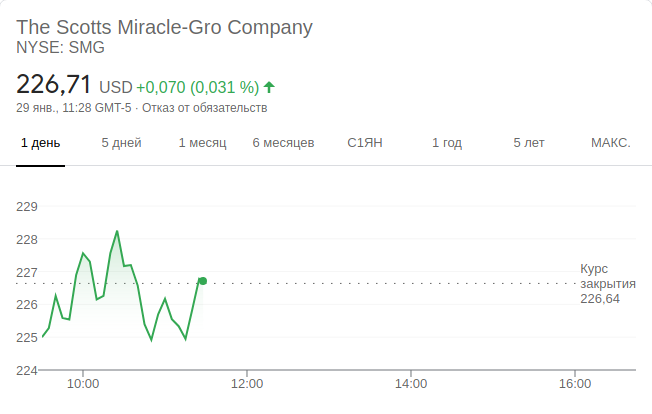 The Scotts Miracle-Gro Company
NYSE: SMG
226,71 USD +0,070 (0,031 %)
29 янв., 11:28 GMT-5 · Отказ от обязательств
1 день 5 дней 1 месяц 6 месяцев С1ЯН 1 год 5 лет МАКС.
229
228
227
226
225
224
Курс
закрытия
226,64
10:00 12:00 14:00 16:00